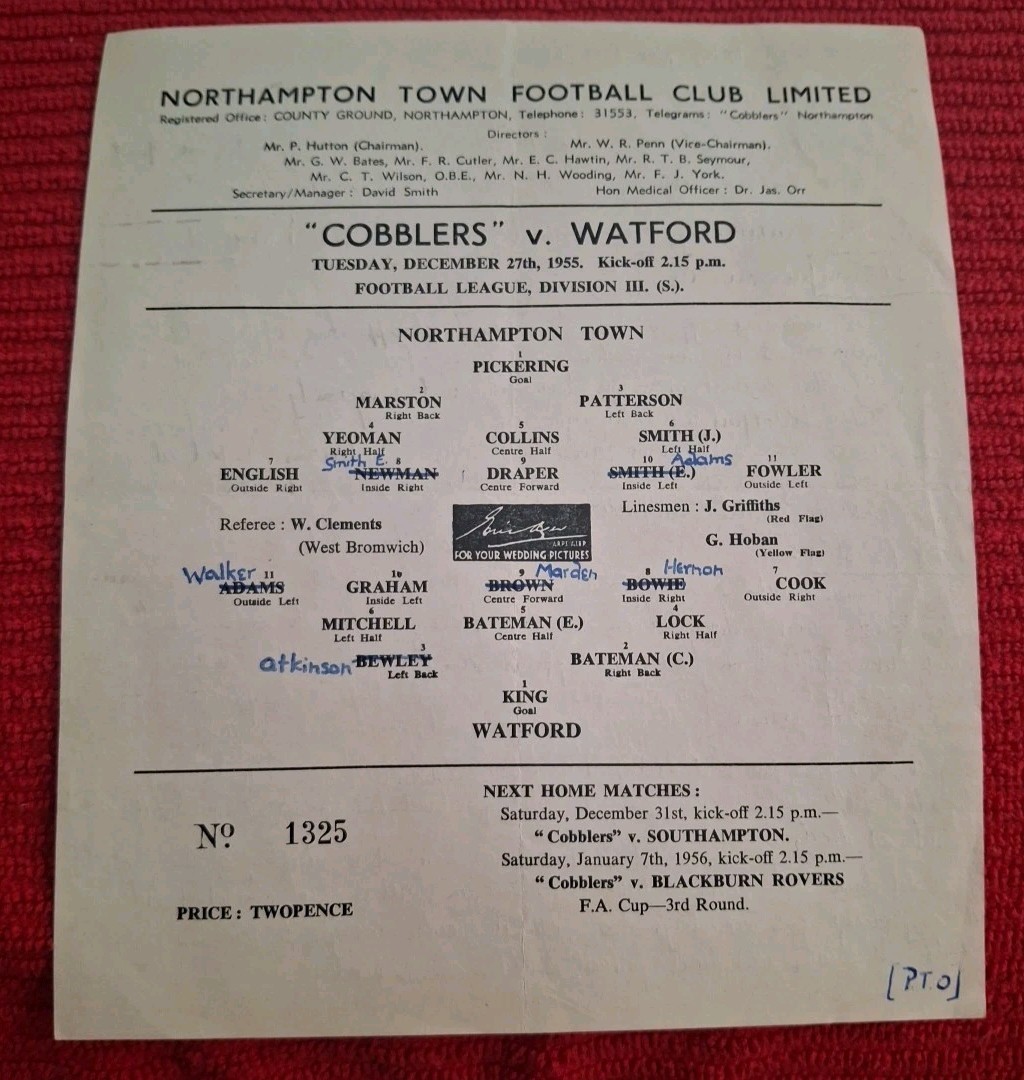 NORTHAMPTON TOWN FOOTBALL CLUB LIMITED
Registered Office: COUNTY GROUND, NORTHAMPTON, Telephone: 31553, Telegrams: "Cobblers" Northampton
Directors:
Mr. P. Hutton (Chairman). Mr. W. R. Penn (Vice-Chairman).
Mr. G. W. Bates, Mr. F. R. Cutler, Mr. E. C. Hawtin, Mr. R. T. B. Seymour,
Mr. C. T. Wilson, O.B.E., Mr. N. H. Wooding, Mr. F. J. York.
Secretary/Manager: David Smith Hon Medical Officer: Dr. Jas. Orr
"COBBLERS" v. WATFORD
TUESDAY, DECEMBER 27th, 1955. Kick-off 2.15 p.m.
FOOTBALL LEAGUE, DIVISION III. (S.).
NORTHAMPTON TOWN
1
PICKERING
Goal
2 3
MARSTON PATTERSON
Right Back Left Back
4 5 6
YEOMAN COLLINS SMITH (J.)
Right Half Centre Half Left Half
Smith E. Adams
7 8 9 10 11
ENGLISH NEWMAN DRAPER SMITH (E.) FOWLER
Outside Right Inside Right Centre Forward Inside Left Outside Left
Referee: W. Clements Linesmen: J. Griffiths
(Red Flag)
(West Bromwich) G. Hoban
(Yellow Flag)
FOR YOUR WEDDING PICTURES
Walker Marden Hernon
11 10 9 8 7
ADAMS GRAHAM BROWN BOWIE COOK
Outside Left Inside Left Centre Forward Inside Right Outside Right
6 5 4
MITCHELL BATEMAN (E.) LOCK
Left Half Centre Half Right Half
3 2
atkinson BEWLEY BATEMAN (C.)
Left Back Right Back
1
KING
Goal
WATFORD
NEXT HOME MATCHES:
Saturday, December 31st, kick-off 2.15 p.m.—
"Cobblers" v. SOUTHAMPTON.
Saturday, January 7th, 1956, kick-off 2.15 p.m.—
"Cobblers" v. BLACKBURN ROVERS
F.A. Cup—3rd Round.
No 1325
PRICE: TWOPENCE
[P.T.O]